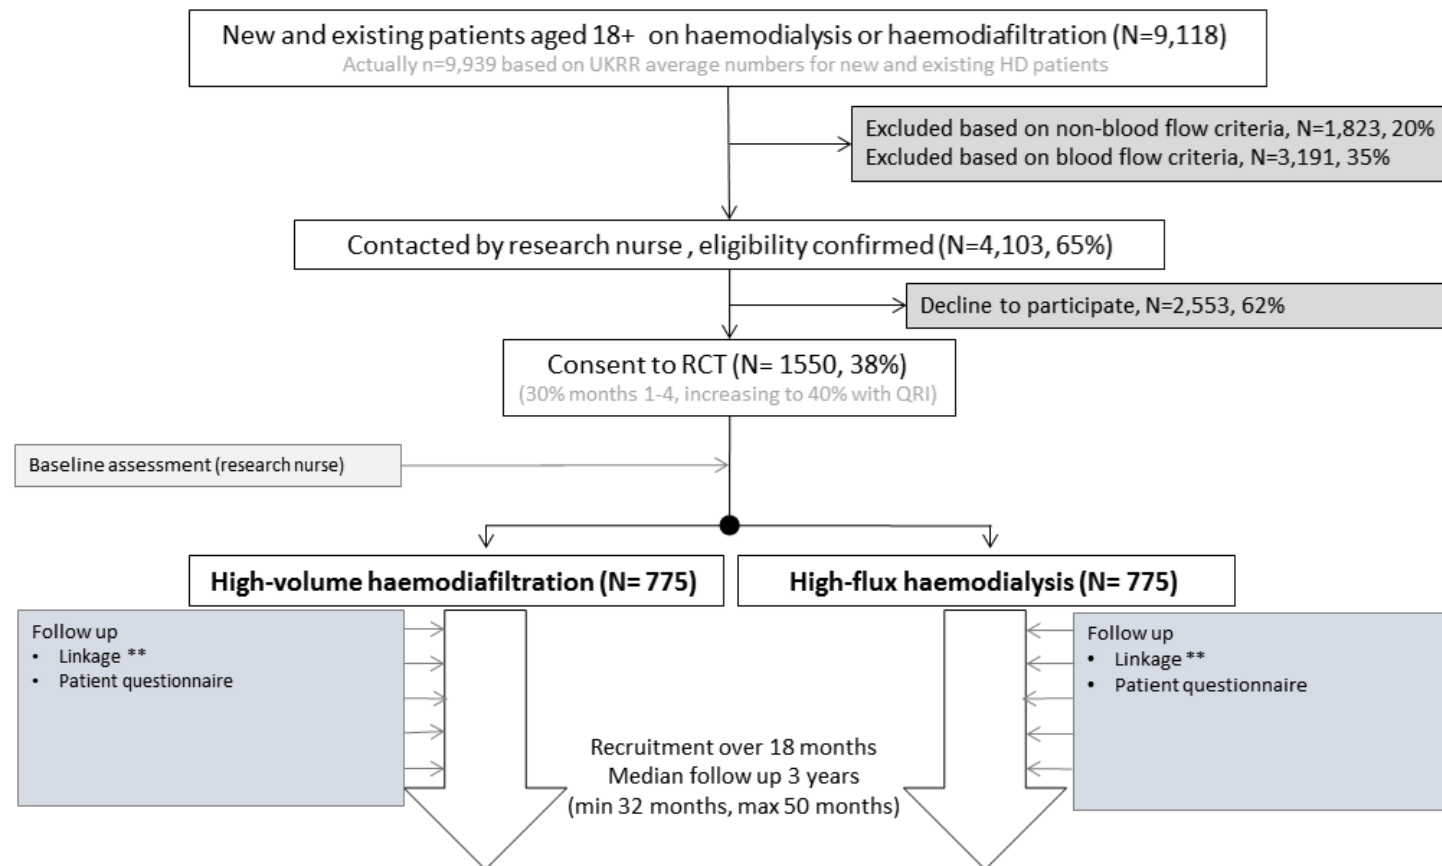 New and existing patients aged 18+ on haemodialysis or haemodiafiltration (N=9,118)
Actually n=9,939 based on UKRR average numbers for new and existing HD patients
Excluded based on non-blood flow criteria, N=1,823, 20%
Excluded based on blood flow criteria, N=3,191, 35%
Contacted by research nurse , eligibility confirmed (N=4,103, 65%)
Decline to participate, N=2,553, 62%
Consent to RCT (N= 1550, 38%)
(30% months 1-4, increasing to 40% with QRI)
Baseline assessment (research nurse)
High-volume haemodiafiltration (N= 775)
High-flux haemodialysis (N= 775)
Follow up
• Linkage **
• Patient questionnaire
Follow up
• Linkage **
• Patient questionnaire
Recruitment over 18 months
Median follow up 3 years
(min 32 months, max 50 months)